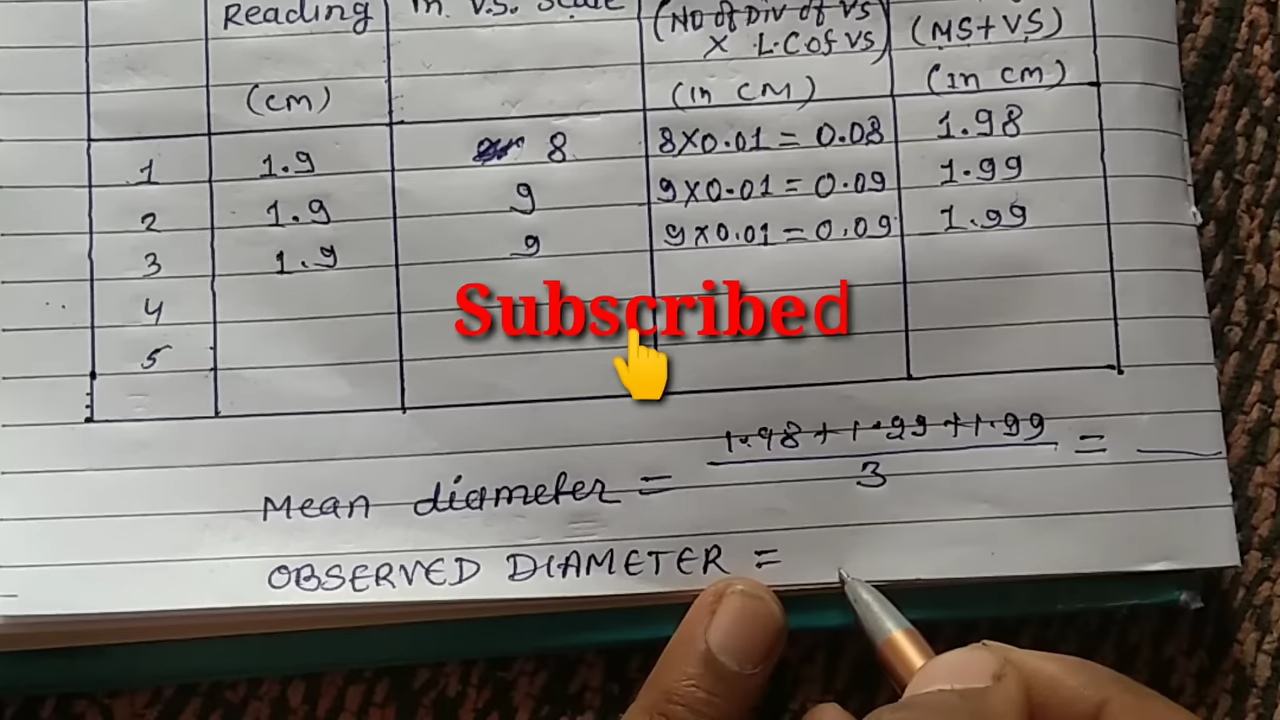 Reading In V.S. Scale (No of Div of VS (MS+VS)
X L.C of VS)
(cm) (In CM) (In cm)
1 1.9 8 8X0.01 = 0.08 1.98
2 1.9 9 9X0.01 = 0.09 1.99
3 1.9 9 9X0.01 = 0.09 1.99
4
Subscribed
5
1.98 + 1.99 + 1.99
Mean diameter = =
3
OBSERVED DIAMETER =